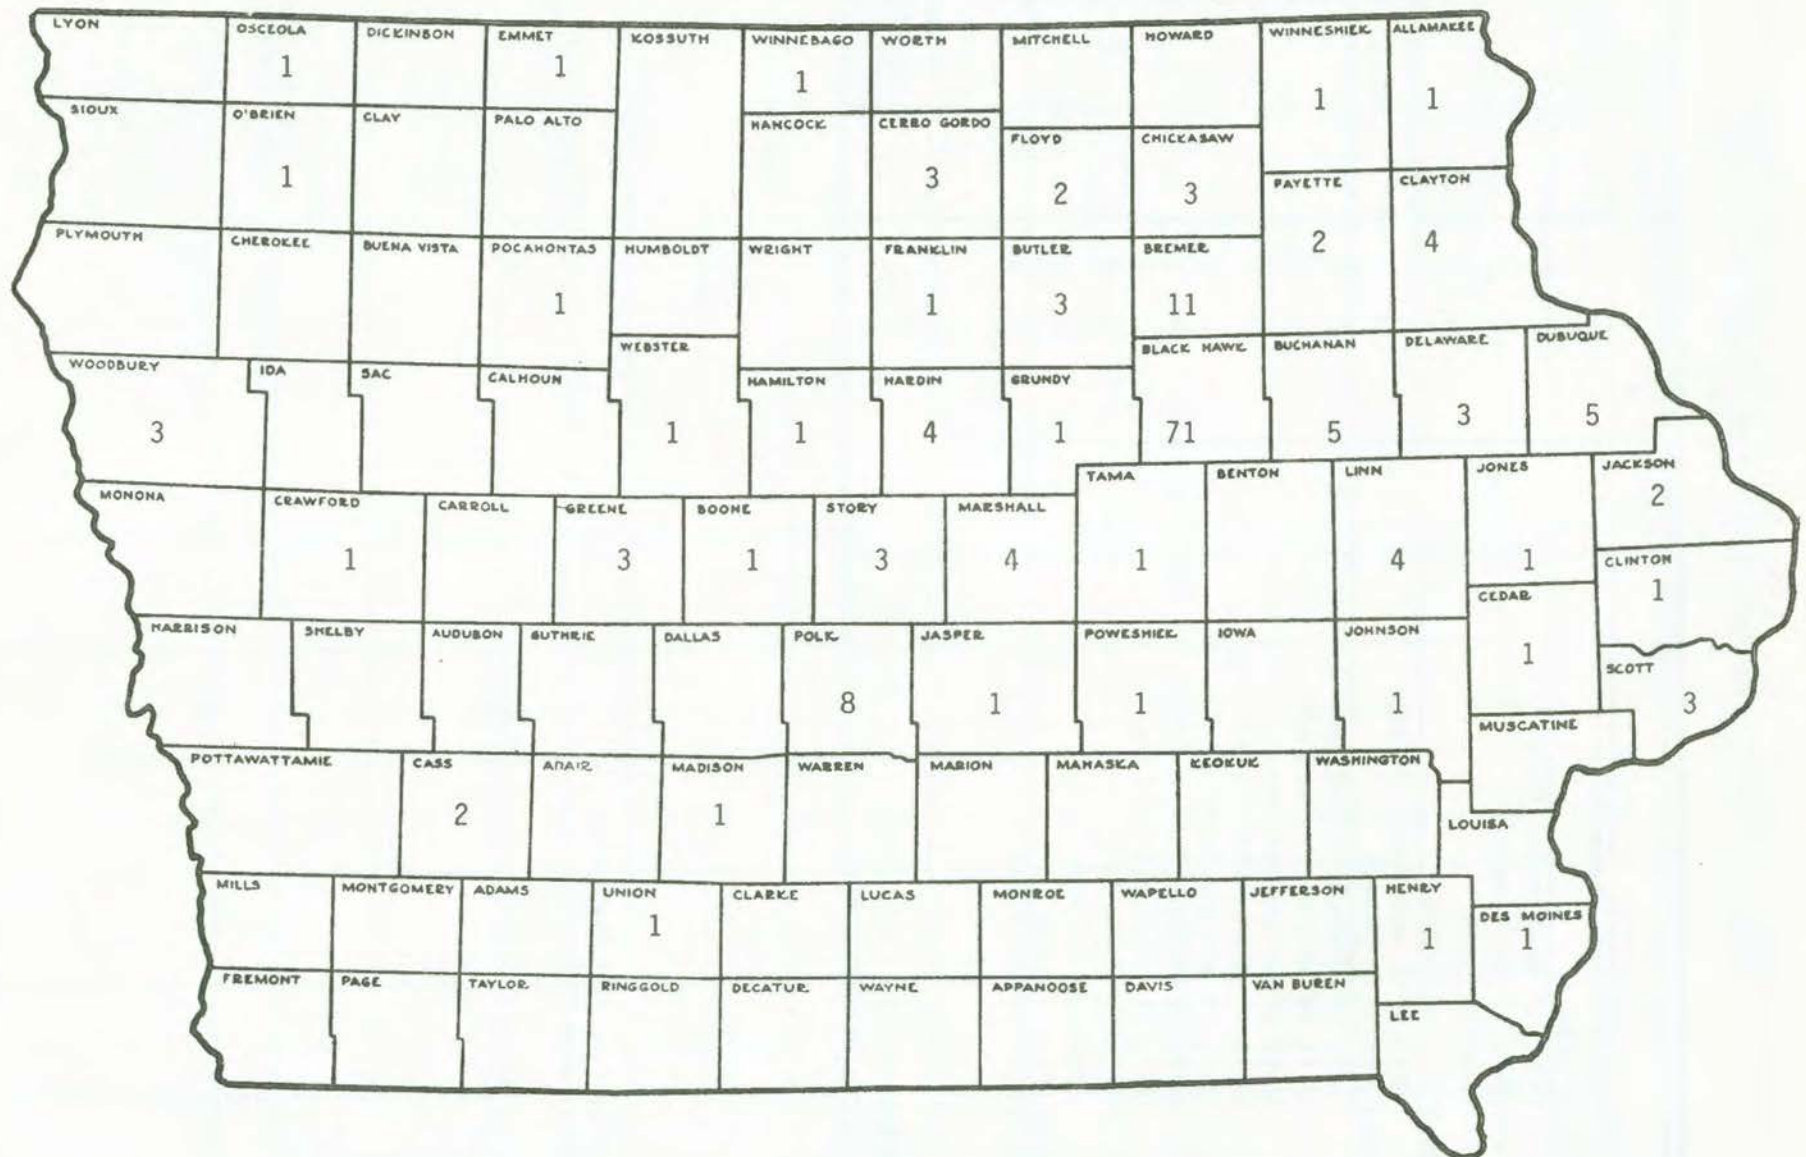 LYON
OSCEOLA
DICKINSON
EMMET
KOSSUTH
WINNEBAGO
WORTH
MITCHELL
HOWARD
WINNESHIEK
ALLAMAKEE
1
1
1
1
1
SIOUX
O'BRIEN
CLAY
PALO ALTO
HANCOCK
CERRO GORDO
FLOYD
CHICKASAW
1
3
2
3
FAYETTE
CLAYTON
2
4
PLYMOUTH
CHEROKEE
BUENA VISTA
POCAHONTAS
HUMBOLDT
WRIGHT
FRANKLIN
BUTLER
BREMER
1
1
3
11
WOODBURY
IDA
SAC
CALHOUN
WEBSTER
HAMILTON
HARDIN
GRUNDY
BLACK HAWK
BUCHANAN
DELAWARE
DUBUQUE
3
1
1
4
1
71
5
3
5
MONONA
CRAWFORD
CARROLL
GREENE
BOONE
STORY
MARSHALL
TAMA
BENTON
LINN
JONES
JACKSON
1
3
1
3
4
1
4
1
2
CLINTON
1
CEDAR
1
HARRISON
SHELBY
AUDUBON
GUTHRIE
DALLAS
POLK
JASPER
POWESHIEK
IOWA
JOHNSON
SCOTT
8
1
1
1
3
MUSCATINE
POTTAWATTAMIE
CASS
ADAIR
MADISON
WARREN
MARION
MAHASKA
KEOKUK
WASHINGTON
2
1
LOUISA
MILLS
MONTGOMERY
ADAMS
UNION
CLARKE
LUCAS
MONROE
WAPELLO
JEFFERSON
HENRY
DES MOINES
1
1
1
FREMONT
PAGE
TAYLOR
RINGGOLD
DECATUR
WAYNE
APPANOOSE
DAVIS
VAN BUREN
LEE